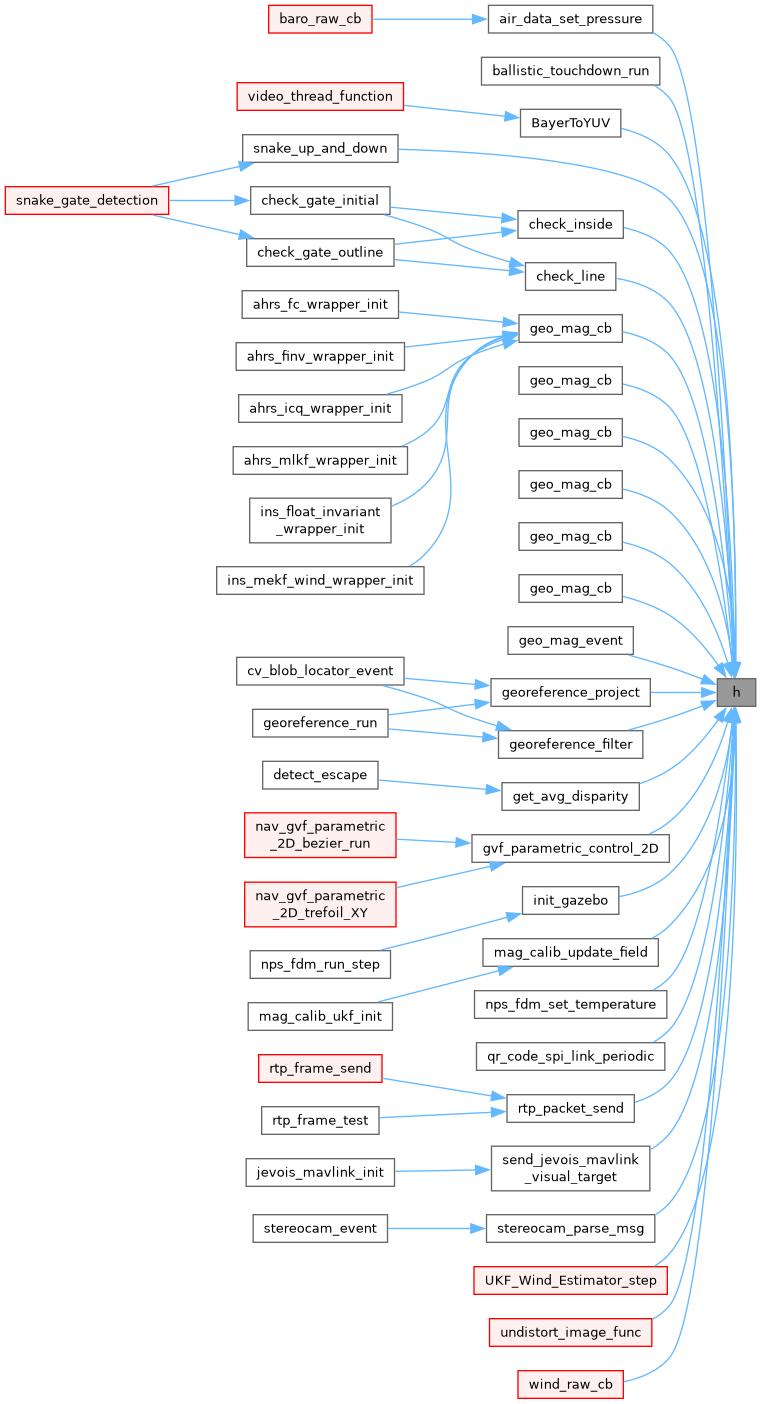 baro_raw_cb
air_data_set_pressure
ballistic_touchdown_run
video_thread_function
BayerToYUV
snake_up_and_down
snake_gate_detection
check_gate_initial
check_inside
check_gate_outline
check_line
ahrs_fc_wrapper_init
geo_mag_cb
ahrs_finv_wrapper_init
geo_mag_cb
ahrs_icq_wrapper_init
geo_mag_cb
ahrs_mlkf_wrapper_init
geo_mag_cb
ins_float_invariant
_wrapper_init
geo_mag_cb
ins_mekf_wind_wrapper_init
geo_mag_cb
geo_mag_event
cv_blob_locator_event
georeference_project
h
georeference_run
georeference_filter
detect_escape
get_avg_disparity
nav_gvf_parametric
_2D_bezier_run
gvf_parametric_control_2D
nav_gvf_parametric
_2D_trefoil_XY
init_gazebo
nps_fdm_run_step
mag_calib_update_field
mag_calib_ukf_init
nps_fdm_set_temperature
qr_code_spi_link_periodic
rtp_frame_send
rtp_packet_send
rtp_frame_test
send_jevois_mavlink
_visual_target
jevois_mavlink_init
stereocam_event
stereocam_parse_msg
UKF_Wind_Estimator_step
undistort_image_func
wind_raw_cb